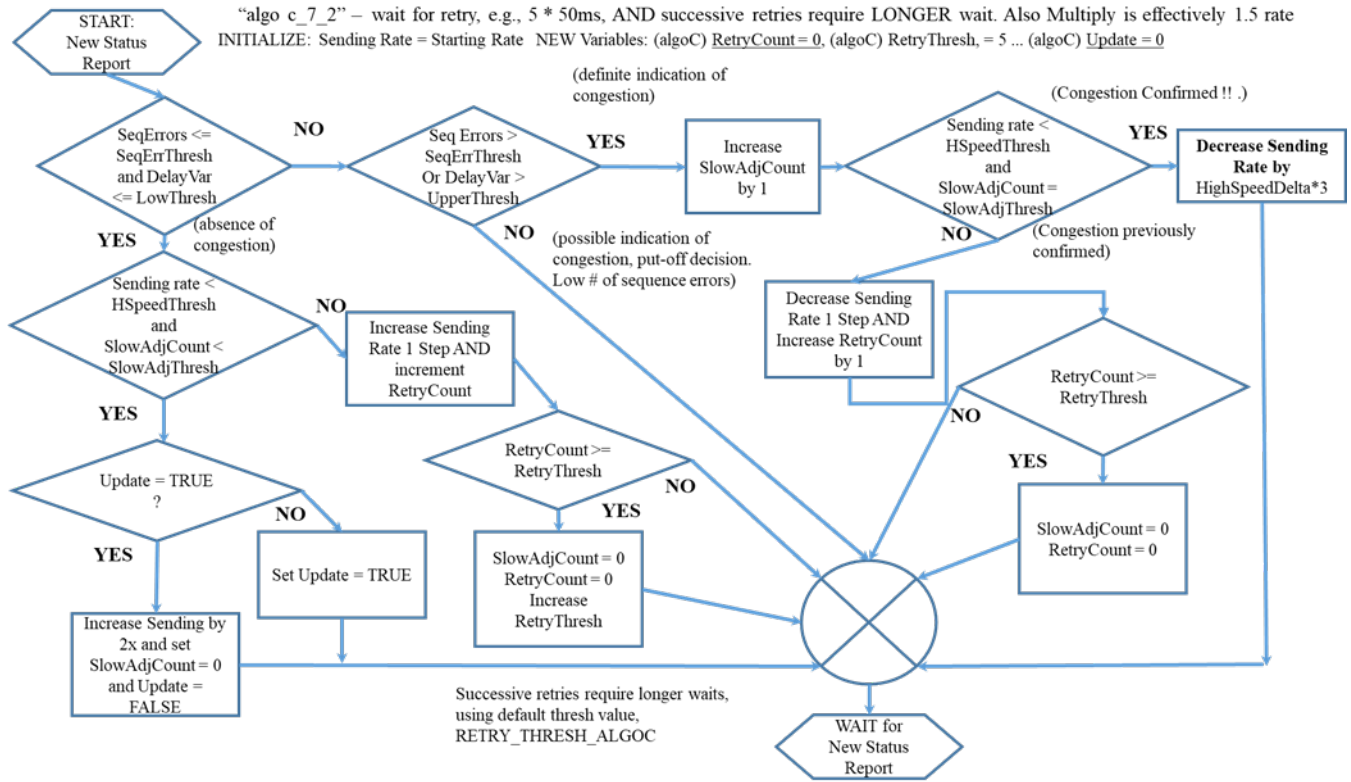 “algo c_7_2” – wait for retry, e.g., 5 * 50ms, AND successive retries require LONGER wait. Also Multiply is effectively 1.5 rate
INITIALIZE: Sending Rate = Starting Rate NEW Variables: (algoC) RetryCount = 0, (algoC) RetryThresh, = 5 ... (algoC) Update = 0
START:
New Status
Report
SeqErrors <=
SeqErrThresh
and DelayVar
<= LowThresh
NO
YES
(absence of
congestion)
Seq Errors >
SeqErrThresh
Or DelayVar >
UpperThresh
(definite indication of
congestion)
YES
NO
(possible indication of
congestion, put-off decision.
Low # of sequence errors)
Increase
SlowAdjCount
by 1
Sending rate <
HSpeedThresh
and
SlowAdjCount =
SlowAdjThresh
(Congestion Confirmed !! .)
YES
Decrease Sending
Rate by
HighSpeedDelta*3
NO
(Congestion previously
confirmed)
Decrease Sending
Rate 1 Step AND
Increase RetryCount
by 1
RetryCount >=
RetryThresh
NO
YES
SlowAdjCount = 0
RetryCount = 0
Sending rate <
HSpeedThresh
and
SlowAdjCount <
SlowAdjThresh
NO
YES
Increase Sending
Rate 1 Step AND
increment
RetryCount
RetryCount >=
RetryThresh
NO
YES
SlowAdjCount = 0
RetryCount = 0
Increase
RetryThresh
Update = TRUE
?
NO
YES
Set Update = TRUE
Increase Sending by
2x and set
SlowAdjCount = 0
and Update =
FALSE
Successive retries require longer waits,
using default thresh value,
RETRY_THRESH_ALGOC
WAIT for
New Status
Report